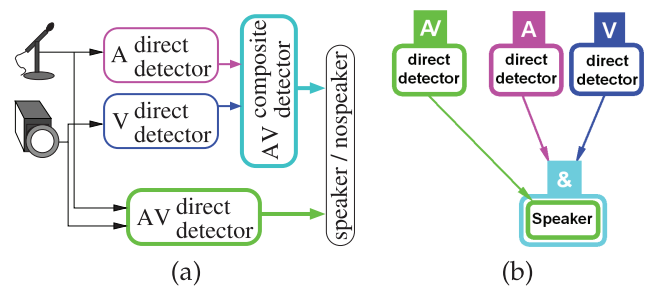 A direct
detector
V direct
detector
AV composite
detector
AV direct
detector
speaker / nospeaker
(a)
AV
direct
detector
A
direct
detector
V
direct
detector
&
Speaker
(b)